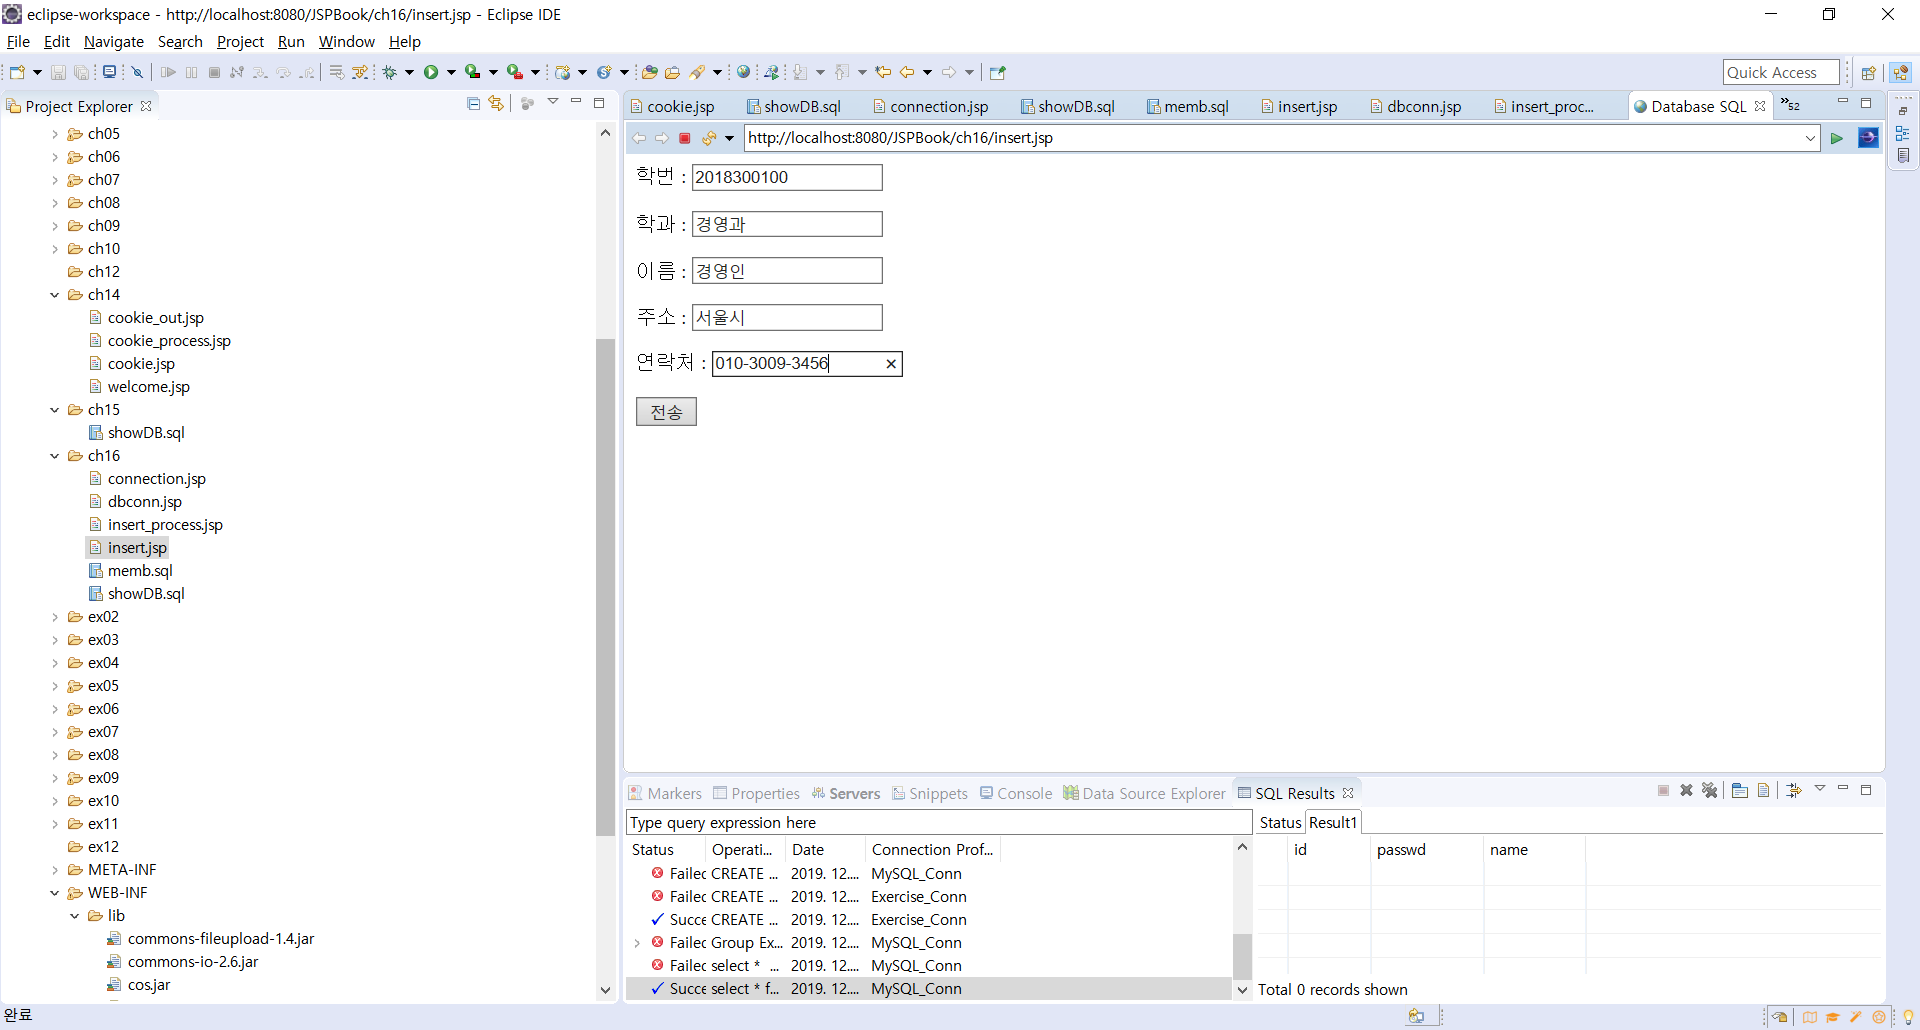 eclipse-workspace - http://localhost:8080/JSPBook/ch16/insert.jsp - Eclipse IDE
File Edit Navigate Search Project Run Window Help
Quick Access
Project Explorer
ch05
ch06
ch07
ch08
ch09
ch10
ch12
ch14
cookie_out.jsp
cookie_process.jsp
cookie.jsp
welcome.jsp
ch15
showDB.sql
ch16
connection.jsp
dbconn.jsp
insert_process.jsp
insert.jsp
memb.sql
showDB.sql
ex02
ex03
ex04
ex05
ex06
ex07
ex08
ex09
ex10
ex11
ex12
META-INF
WEB-INF
lib
commons-fileupload-1.4.jar
commons-io-2.6.jar
cos.jar
cookie.jsp showDB.sql connection.jsp showDB.sql memb.sql insert.jsp dbconn.jsp insert_proc... Database SQL »52
http://localhost:8080/JSPBook/ch16/insert.jsp
학번 : 2018300100
학과 : 경영과
이름 : 경영인
주소 : 서울시
연락처 : 010-3009-3456
전송
Markers Properties Servers Snippets Console Data Source Explorer SQL Results
Type query expression here
Status Operati... Date Connection Prof...
Failec CREATE ... 2019. 12.... MySQL_Conn
Failec CREATE ... 2019. 12.... Exercise_Conn
Succe CREATE ... 2019. 12.... Exercise_Conn
Failec Group Ex... 2019. 12.... MySQL_Conn
Failec select * ... 2019. 12.... MySQL_Conn
Succe select * f... 2019. 12.... MySQL_Conn
Status Result1
id passwd name
Total 0 records shown
완료